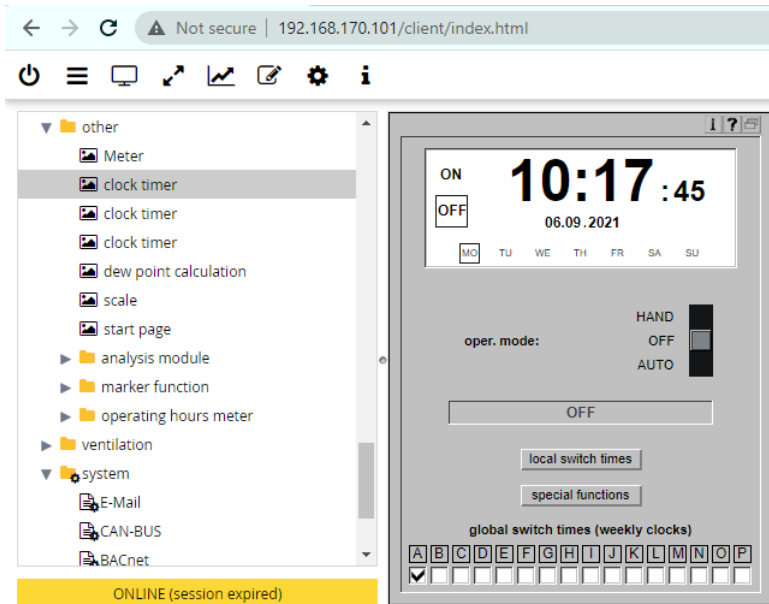 Not secure | 192.168.170.101/client/index.html
other
Meter
clock timer
clock timer
clock timer
dew point calculation
scale
start page
analysis module
marker function
operating hours meter
ventilation
system
E-Mail
CAN-BUS
BACnet
ONLINE (session expired)
i ?
ON
OFF
10:17:45
06.09.2021
MO TU WE TH FR SA SU
oper. mode:
HAND
OFF
AUTO
OFF
local switch times
special functions
global switch times (weekly clocks)
A B C D E F G H I J K L M N O P